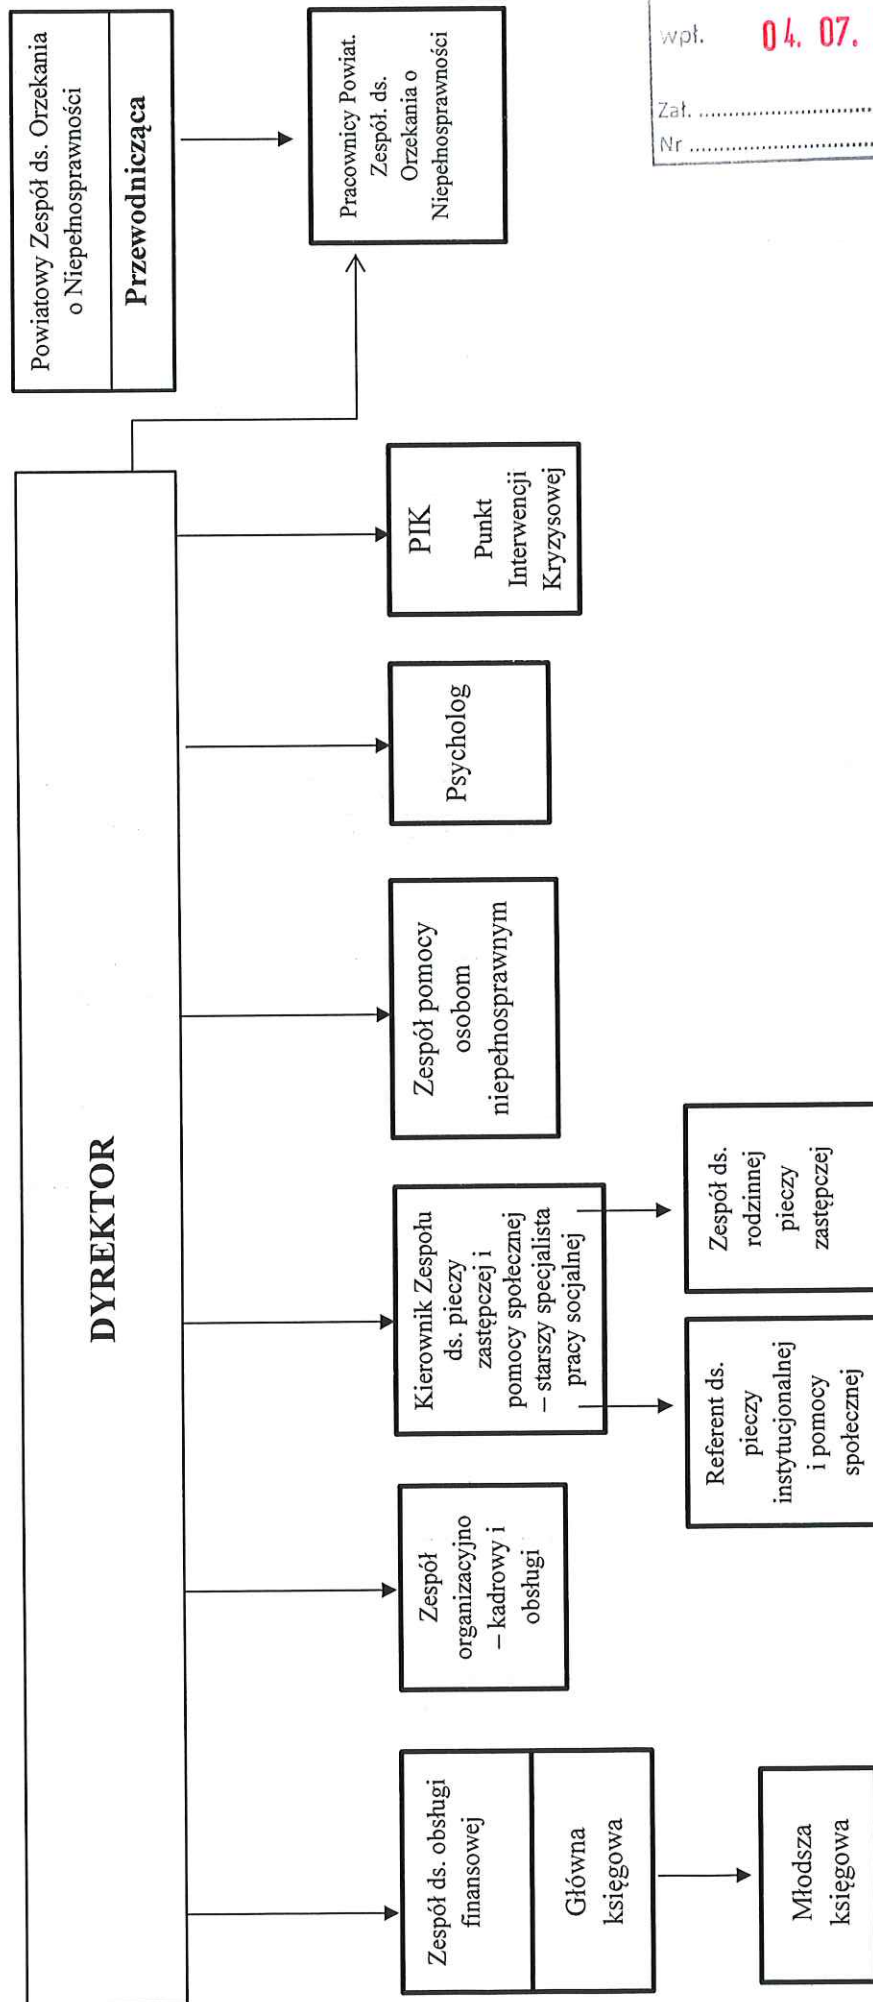 DYREKTOR
Powiatowy Zespół ds. Orzekania
o Niepełnosprawności
Przewodnicząca
Zespół ds. obsługi
finansowej
Główna
księgowa
Młodsza
księgowa
Zespół
organizacyjno
– kadrowy i
obsługi
Kierownik Zespołu
ds. pieczy
zastępczej i
pomocy społecznej
– starszy specjalista
pracy socjalnej
Referent ds.
pieczy
instytucjonalnej
i pomocy
społecznej
Zespół ds.
rodzinnej
pieczy
zastępczej
Zespół pomocy
osobom
niepełnosprawnym
Psycholog
PIK
Punkt
Interwencji
Kryzysowej
Pracownicy Powiat.
Zespół. ds.
Orzekania o
Niepełnosprawności
wpł. 04. 07.
Zał. ........................
Nr ........................